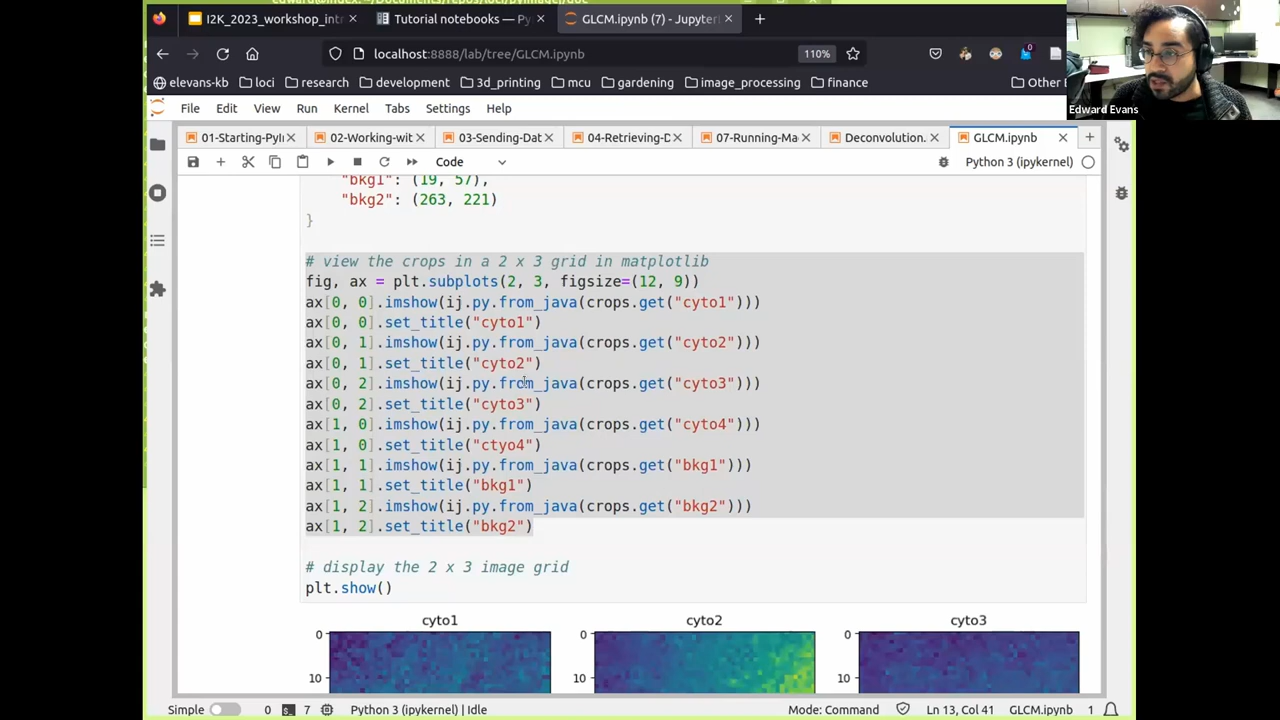 I2K_2023_workshop_intr
Tutorial notebooks — Py
GLCM.ipynb (7) - Jupyter
localhost:8888/lab/tree/GLCM.ipynb
110%
0
elevans-kb
loci
research
development
mcu
3d_printing
gardening
image_processing
finance
Other
Edward Evans
File Edit View Run Kernel Tabs Settings Help
01-Starting-PyI
02-Working-wit
03-Sending-Dat
04-Retrieving-D
07-Running-Ma
Deconvolution.
GLCM.ipynb
Code
Python 3 (ipykernel)
"bkg1": (19, 57),
"bkg2": (263, 221)
}
# view the crops in a 2 x 3 grid in matplotlib
fig, ax = plt.subplots(2, 3, figsize=(12, 9))
ax[0, 0].imshow(ij.py.from_java(crops.get("cyto1")))
ax[0, 0].set_title("cyto1")
ax[0, 1].imshow(ij.py.from_java(crops.get("cyto2")))
ax[0, 1].set_title("cyto2")
ax[0, 2].imshow(ij.py.from_java(crops.get("cyto3")))
ax[0, 2].set_title("cyto3")
ax[1, 0].imshow(ij.py.from_java(crops.get("cyto4")))
ax[1, 0].set_title("ctyo4")
ax[1, 1].imshow(ij.py.from_java(crops.get("bkg1")))
ax[1, 1].set_title("bkg1")
ax[1, 2].imshow(ij.py.from_java(crops.get("bkg2")))
ax[1, 2].set_title("bkg2")
# display the 2 x 3 image grid
plt.show()
cyto1
cyto2
cyto3
0
0
0
10
10
10
Simple
0
7
Python 3 (ipykernel) | Idle
Mode: Command
Ln 13, Col 41
GLCM.ipynb
1